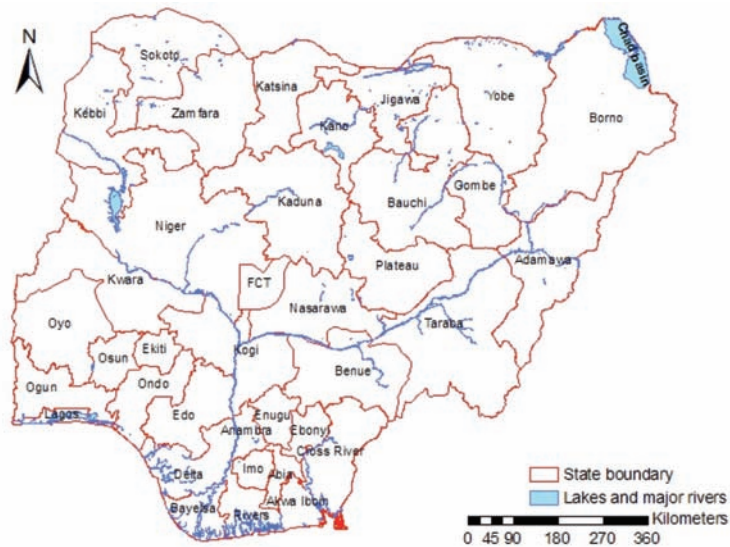 N
Chad basin
Sokoto
Katsina
Kebbi
Zamfara
Jigawa
Yobe
Borno
Kano
Gombe
Bauchi
Kaduna
Niger
Plateau
Adamawa
FCT
Kwara
Nasarawa
Taraba
Oyo
Osun
Ekiti
Kogi
Benue
Ogun
Ondo
Lagos
Edo
Enugu
Anambra
Ebonyi
Cross River
Delta
Imo
Abia
Bayelsa
Rivers
Akwa Ibom
State boundary
Lakes and major rivers
Kilometers
0 45 90 180 270 360